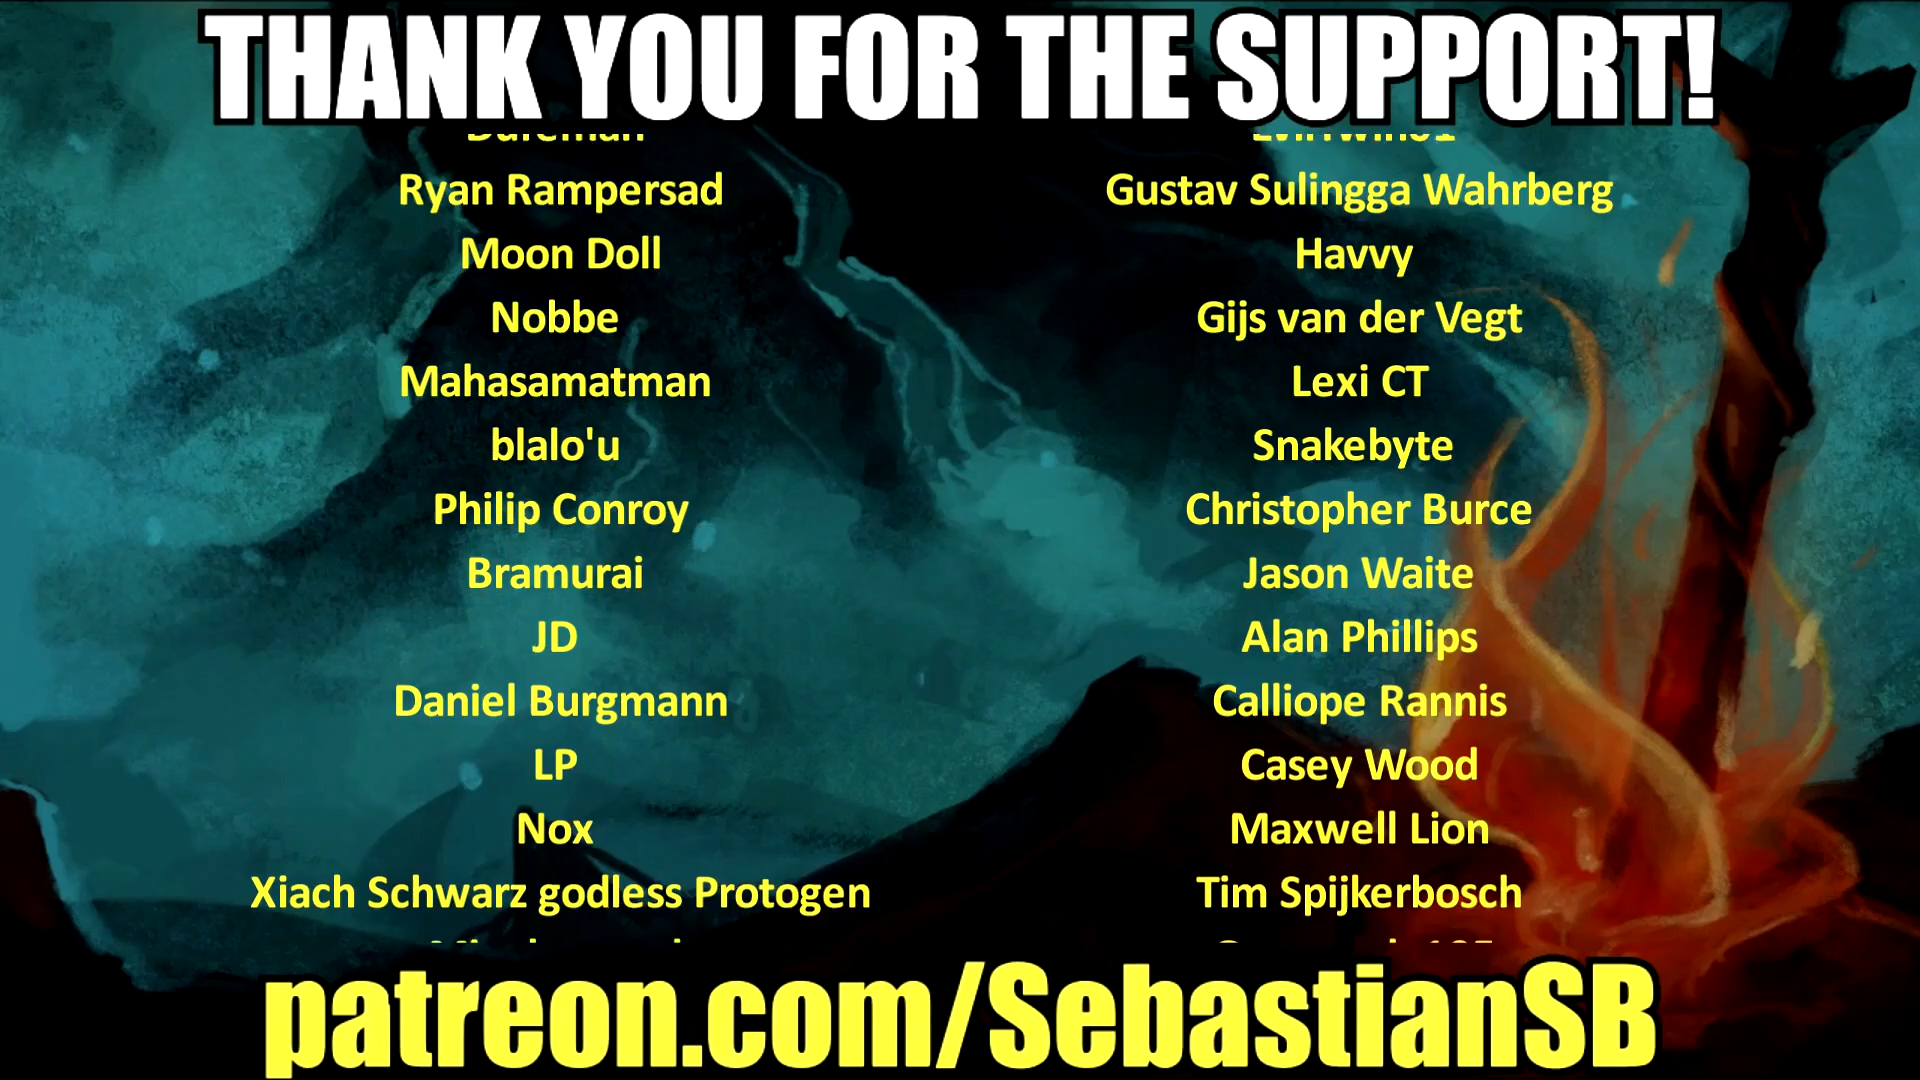 THANK YOU FOR THE SUPPORT!
Ryan Rampersad
Moon Doll
Nobbe
Mahasamatman
blalo'u
Philip Conroy
Bramurai
JD
Daniel Burgmann
LP
Nox
Xiach Schwarz godless Protogen
Gustav Sulingga Wahrberg
Havvy
Gijs van der Vegt
Lexi CT
Snakebyte
Christopher Burce
Jason Waite
Alan Phillips
Calliope Rannis
Casey Wood
Maxwell Lion
Tim Spijkerbosch
patreon.com/SebastianSB